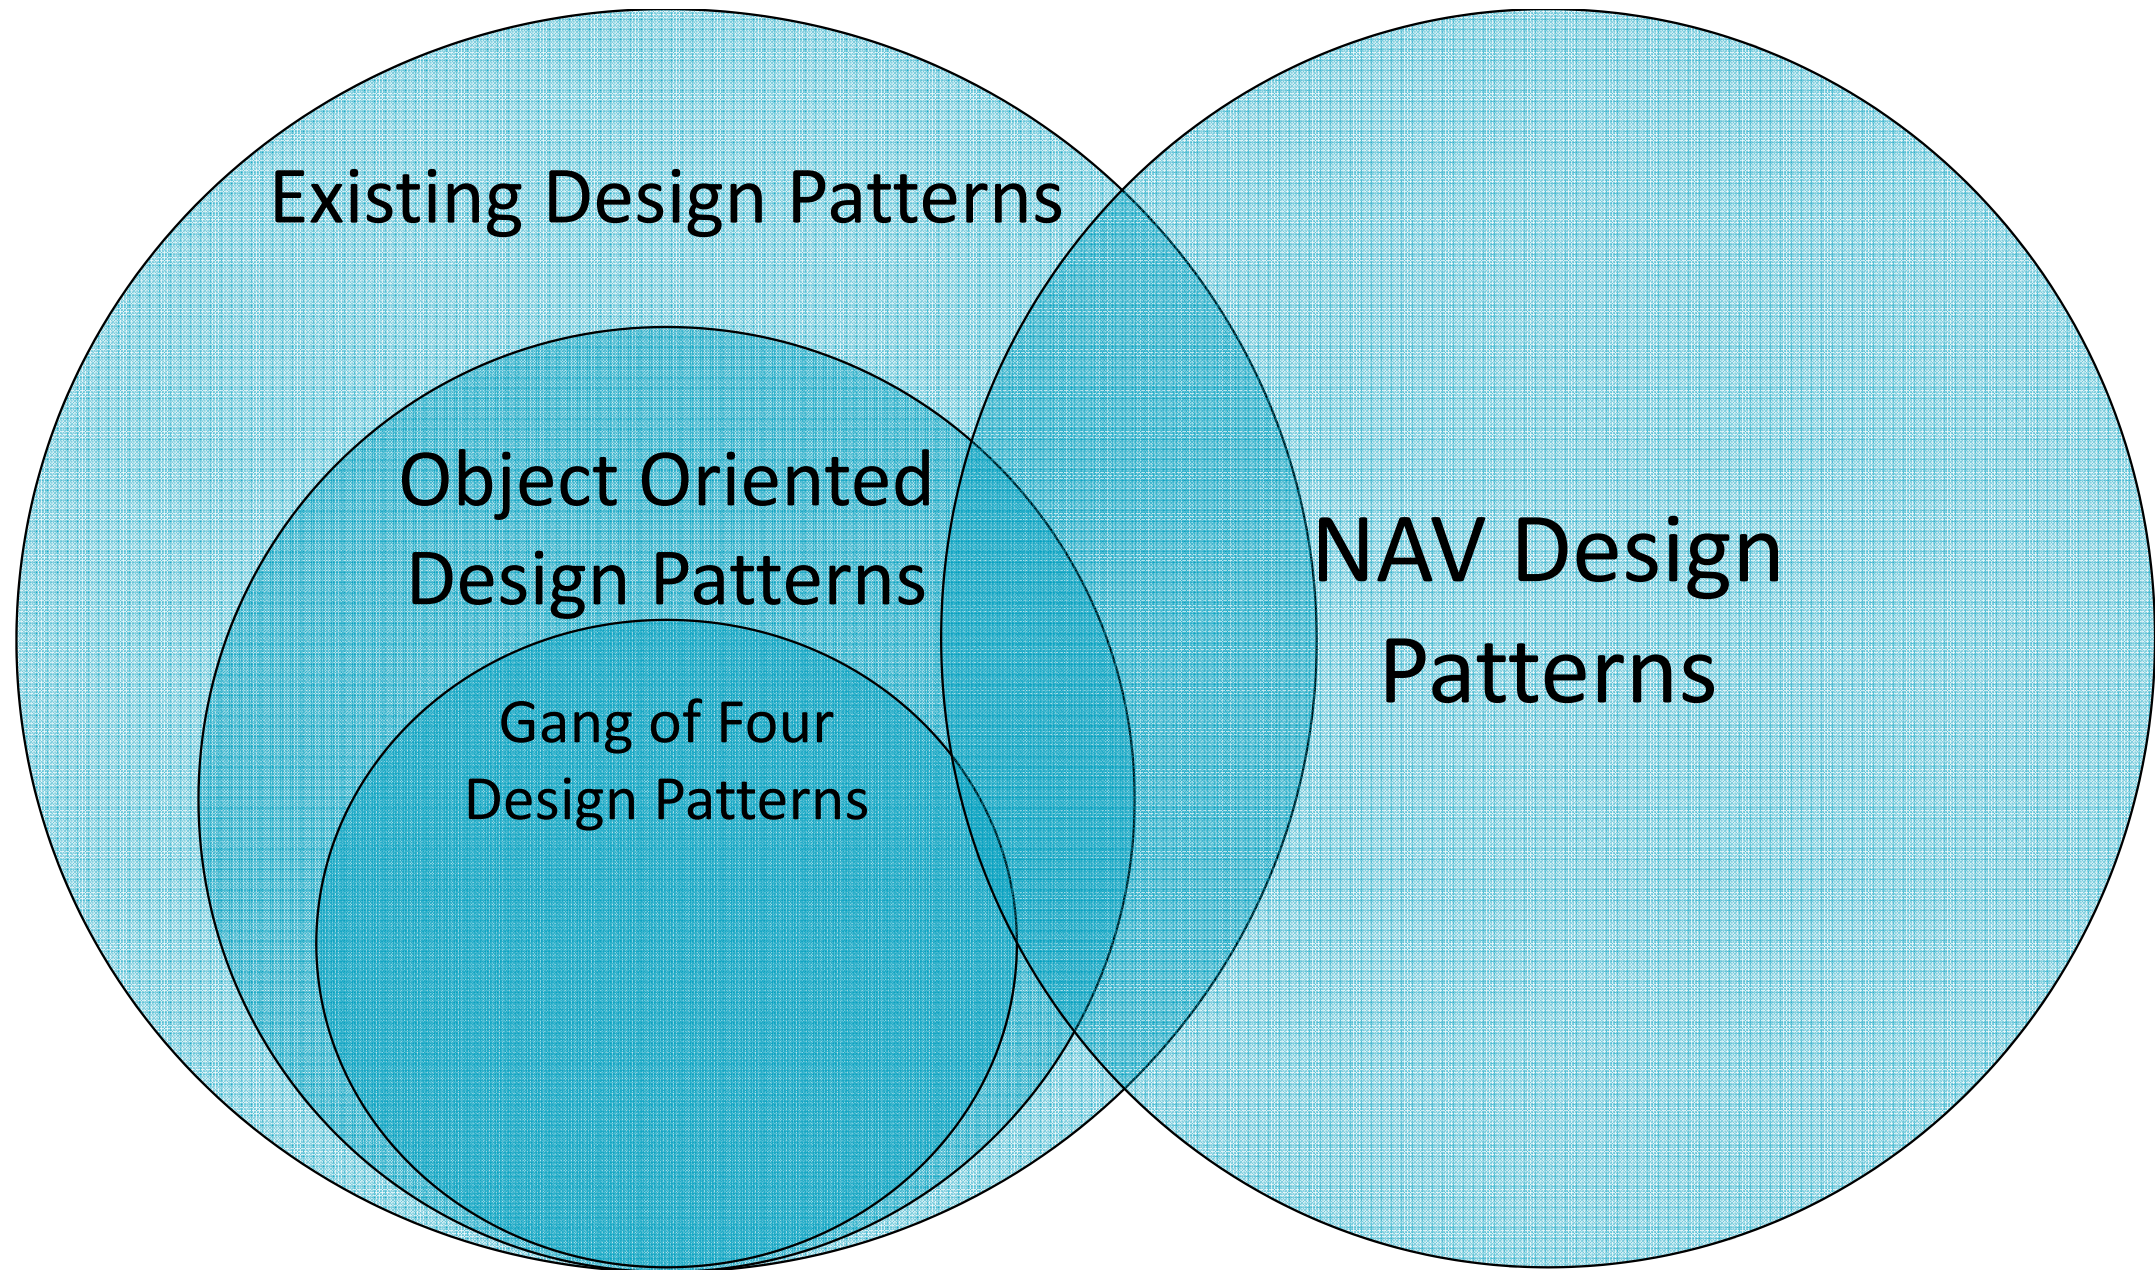 Existing Design Patterns
Object Oriented
Design Patterns
Gang of Four
Design Patterns
NAV Design
Patterns